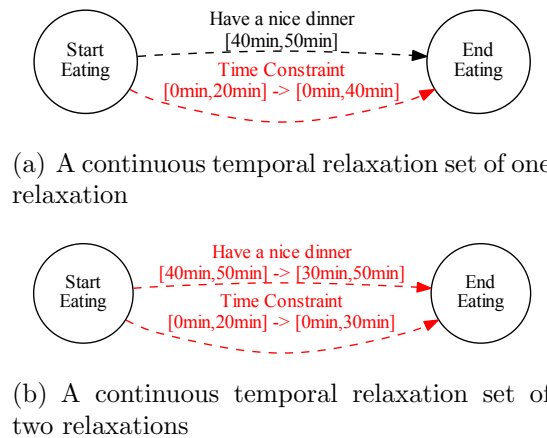 Have a nice dinner
[40min,50min]
Start
Eating
End
Eating
Time Constraint
[0min,20min] -> [0min,40min]
(a) A continuous temporal relaxation set of one
relaxation
Have a nice dinner
[40min,50min] -> [30min,50min]
Start
Eating
End
Eating
Time Constraint
[0min,20min] -> [0min,30min]
(b) A continuous temporal relaxation set of
two relaxations